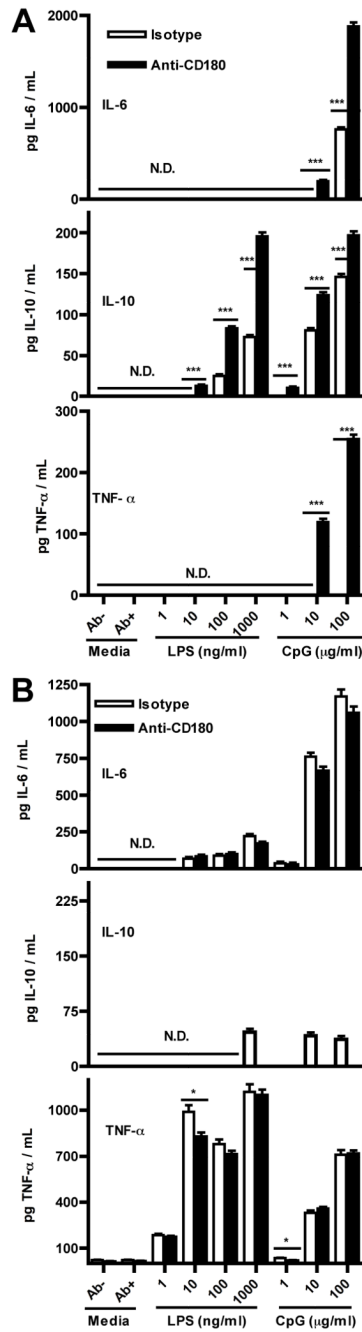 A
Isotype
Anti-CD180
pg IL-6 / mL
2000
1000
0
IL-6
N.D.
***
***
pg IL-10 / mL
200
150
100
50
0
IL-10
N.D.
***
***
***
***
***
***
pg TNF-α / mL
300
200
100
0
TNF- α
N.D.
***
***
Ab-
Ab+
1
10
100
1000
1
10
100
Media
LPS (ng/ml)
CpG (μg/ml)
B
Isotype
Anti-CD180
pg IL-6 / mL
1250
1000
750
500
250
0
IL-6
N.D.
pg IL-10 / mL
225
150
75
0
IL-10
N.D.
pg TNF-α / mL
1000
700
400
100
TNF-α
*
*
Ab-
Ab+
1
10
100
1000
1
10
100
Media
LPS (ng/ml)
CpG (μg/ml)